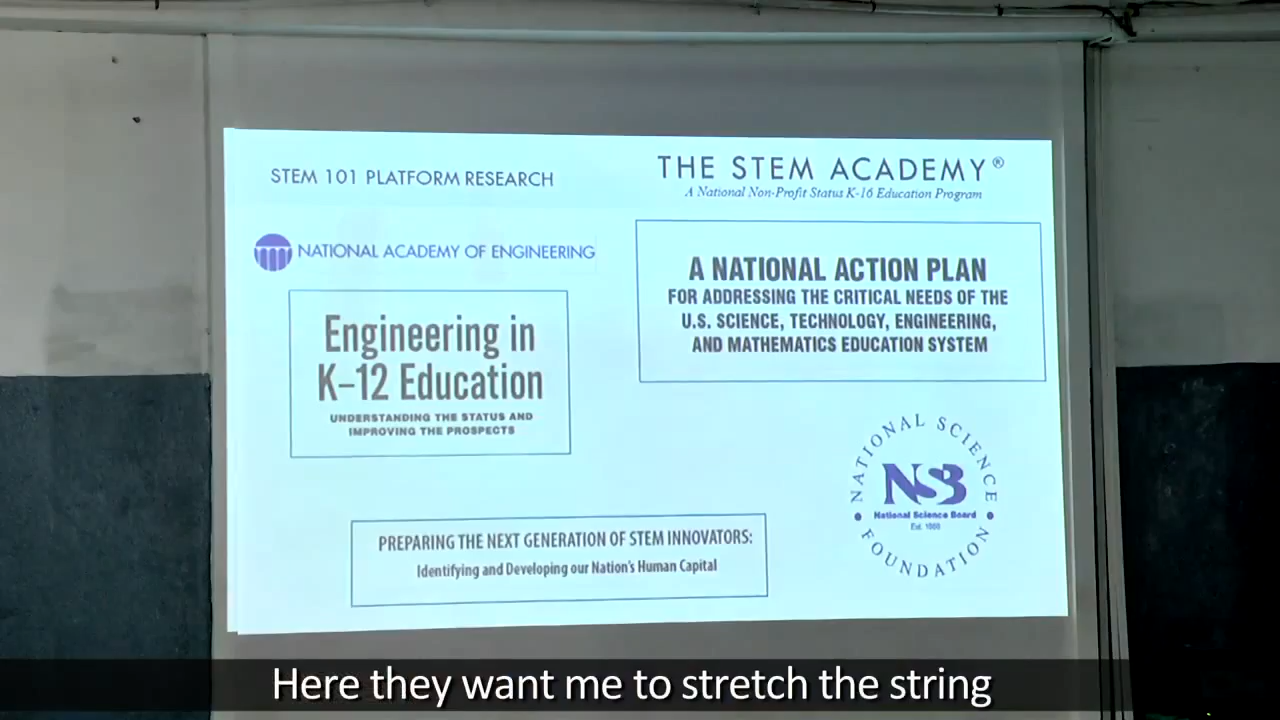 STEM 101 PLATFORM RESEARCH
THE STEM ACADEMY®
A National Non-Profit Status K-16 Education Program
NATIONAL ACADEMY OF ENGINEERING
Engineering in
K–12 Education
UNDERSTANDING THE STATUS AND
IMPROVING THE PROSPECTS
A NATIONAL ACTION PLAN
FOR ADDRESSING THE CRITICAL NEEDS OF THE
U.S. SCIENCE, TECHNOLOGY, ENGINEERING,
AND MATHEMATICS EDUCATION SYSTEM
NATIONAL SCIENCE
NSB
National Science Board
Est. 1950
FOUNDATION
PREPARING THE NEXT GENERATION OF STEM INNOVATORS:
Identifying and Developing our Nation's Human Capital
Here they want me to stretch the string